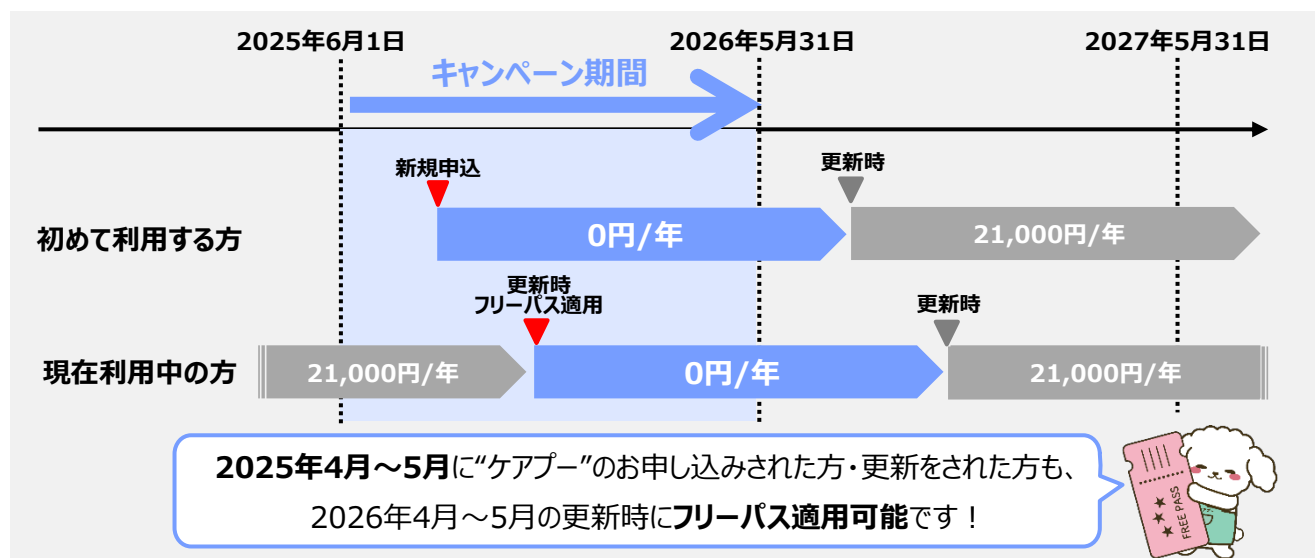 2025年6月1日
2026年5月31日
2027年5月31日
キャンペーン期間
新規申込
更新時
初めて利用する方
0円/年
21,000円/年
更新時
フリーパス適用
更新時
現在利用中の方
21,000円/年
0円/年
21,000円/年
2025年4月～5月に“ケアプー”のお申し込みされた方・更新をされた方も、
2026年4月～5月の更新時にフリーパス適用可能です！
FREE PASS